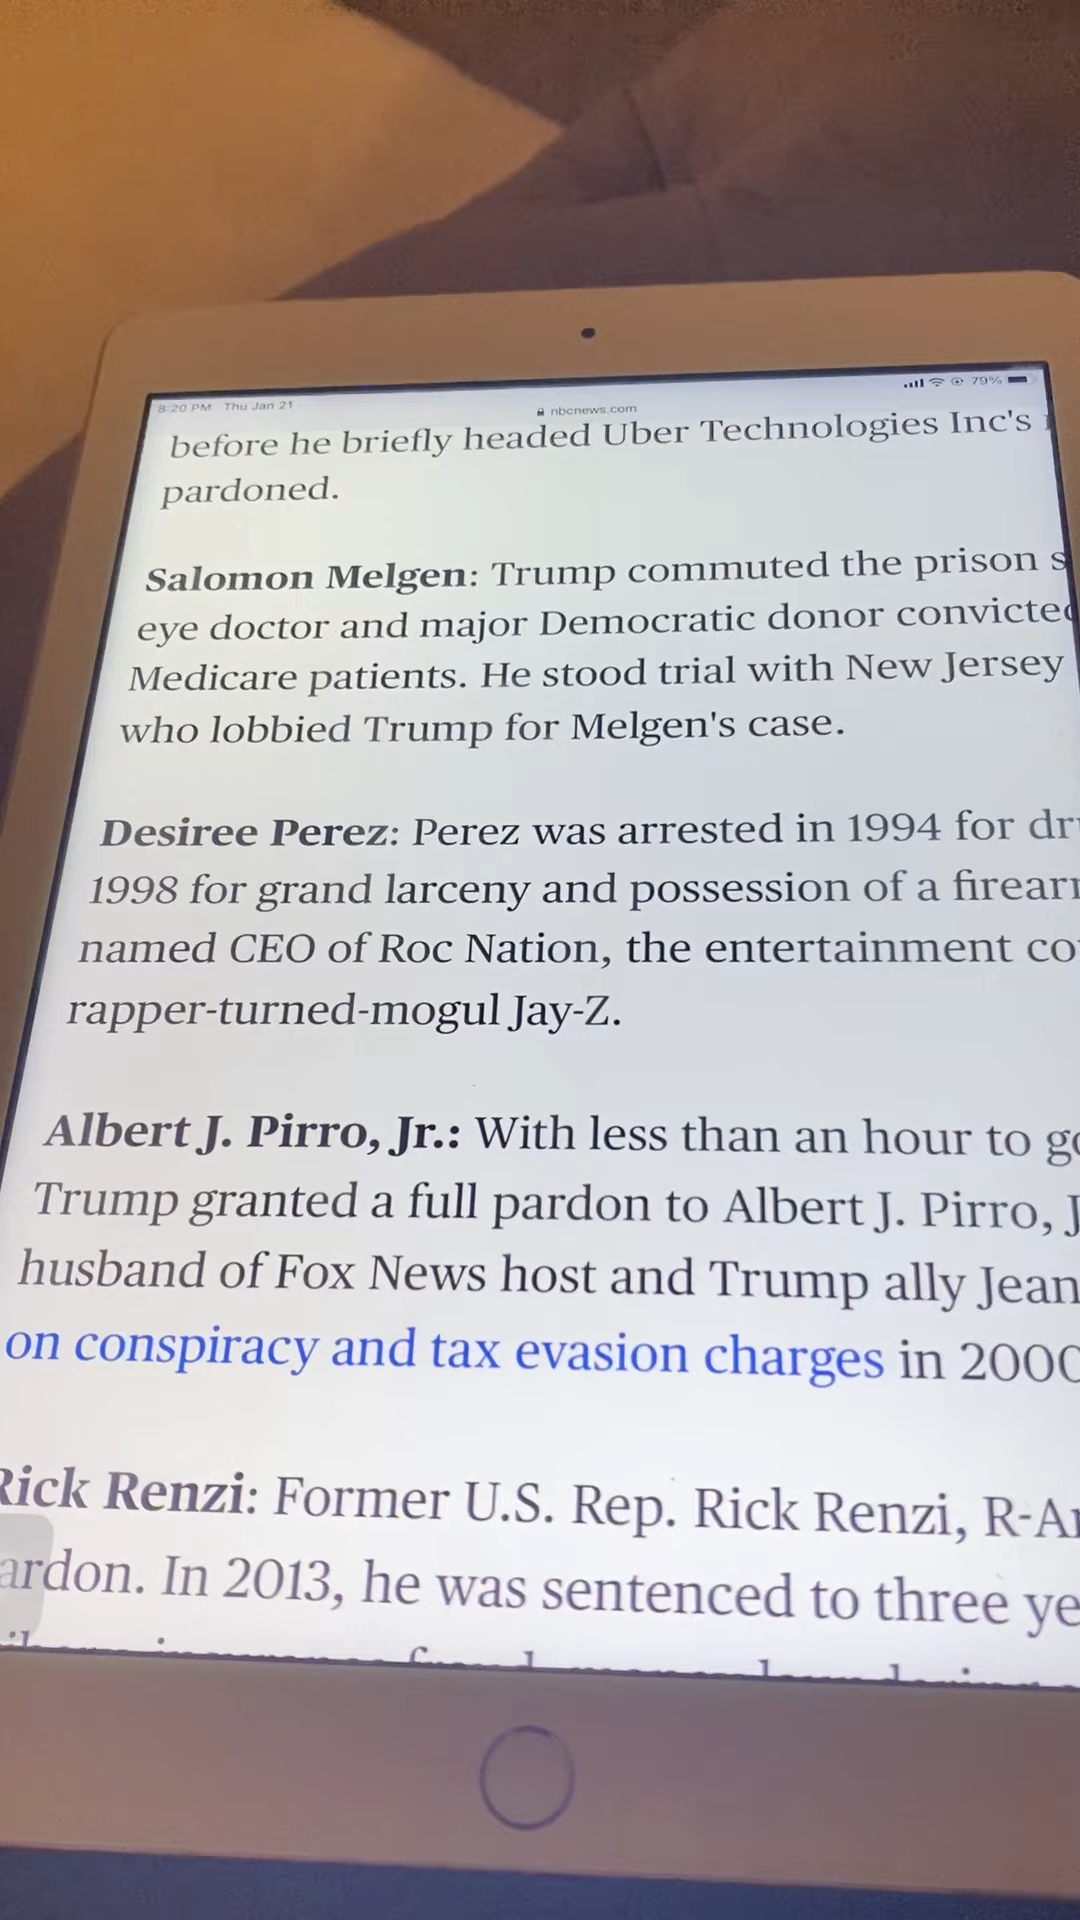 8:20 PM Thu Jan 21
nbcnews.com
79%
before he briefly headed Uber Technologies Inc's
pardoned.
Salomon Melgen: Trump commuted the prison
eye doctor and major Democratic donor convicted
Medicare patients. He stood trial with New Jersey
who lobbied Trump for Melgen's case.
Desiree Perez: Perez was arrested in 1994 for
1998 for grand larceny and possession of a
named CEO of Roc Nation, the entertainment
rapper-turned-mogul Jay-Z.
Albert J. Pirro, Jr.: With less than an hour to
Trump granted a full pardon to Albert J. Pirro,
husband of Fox News host and Trump ally
on conspiracy and tax evasion charges in 2000
Rick Renzi: Former U.S. Rep. Rick Renzi,
In 2013, he was sentenced to three